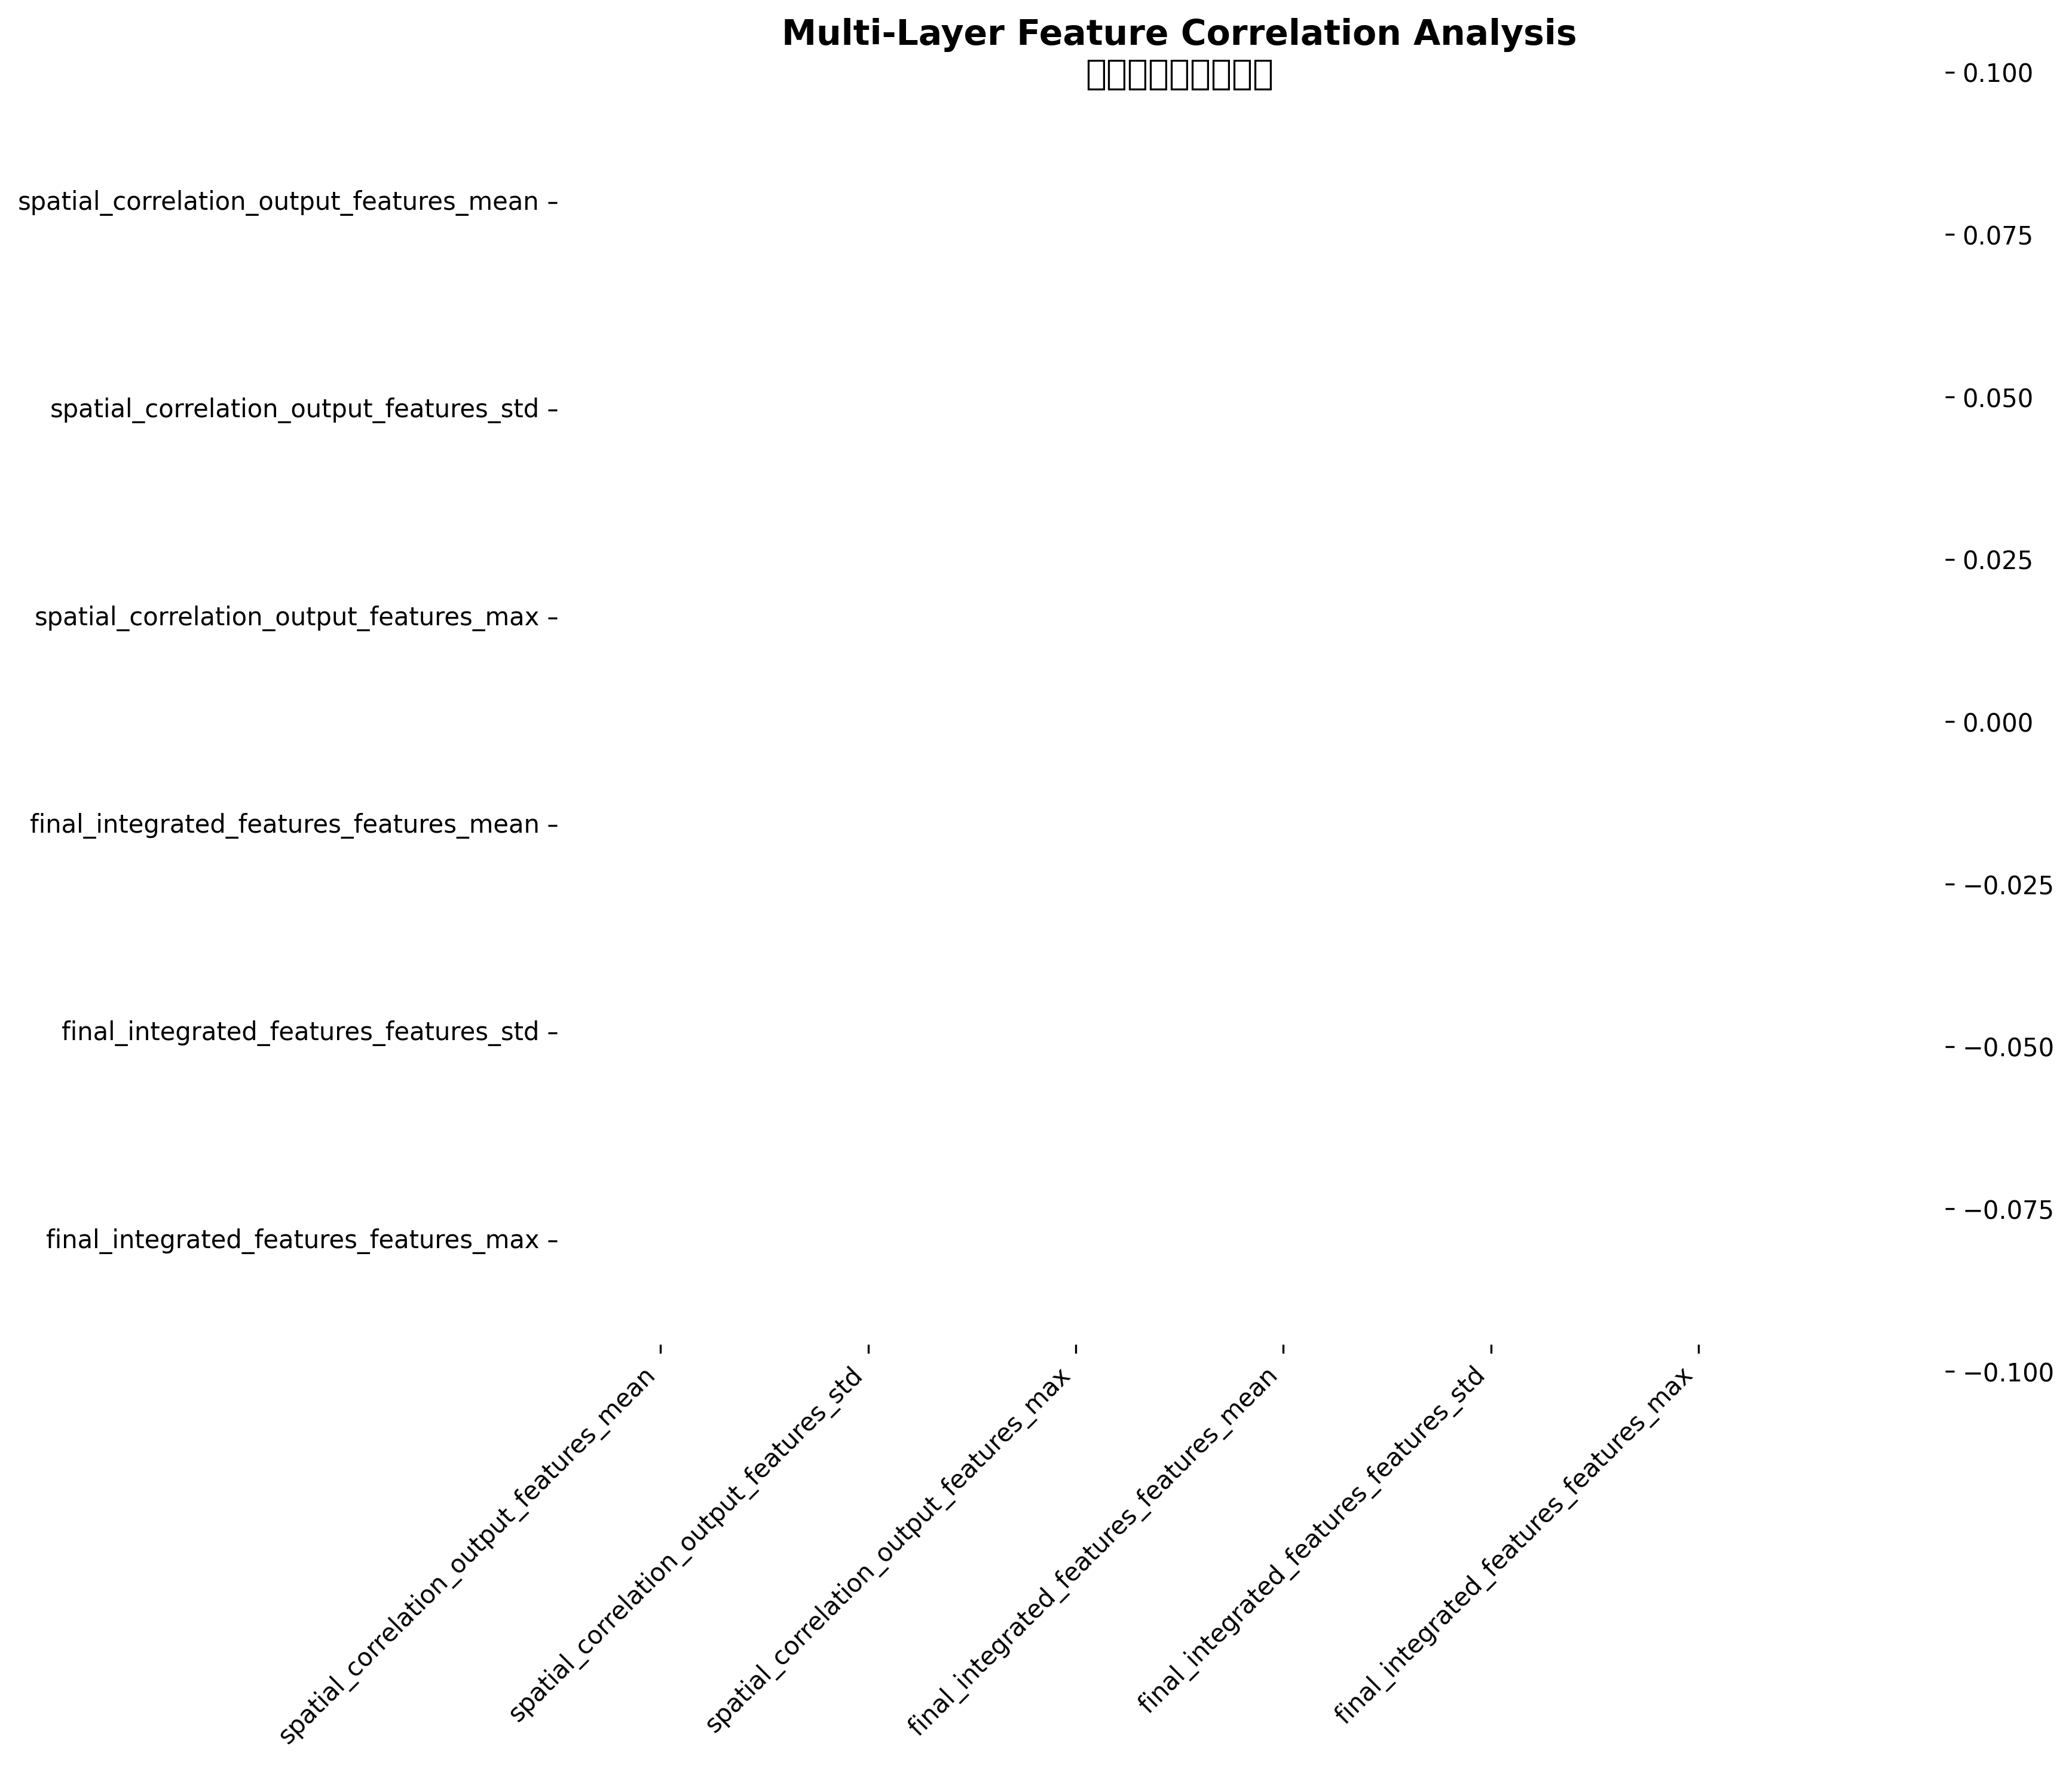 Multi-Layer Feature Correlation Analysis
0.100
spatial_correlation_output_features_mean
0.075
0.050
spatial_correlation_output_features_std
0.025
spatial_correlation_output_features_max
0.000
final_integrated_features_features_mean
−0.025
final_integrated_features_features_std
−0.050
−0.075
final_integrated_features_features_max
−0.100
spatial_correlation_output_features_mean
spatial_correlation_output_features_std
spatial_correlation_output_features_max
final_integrated_features_features_mean
final_integrated_features_features_std
final_integrated_features_features_max